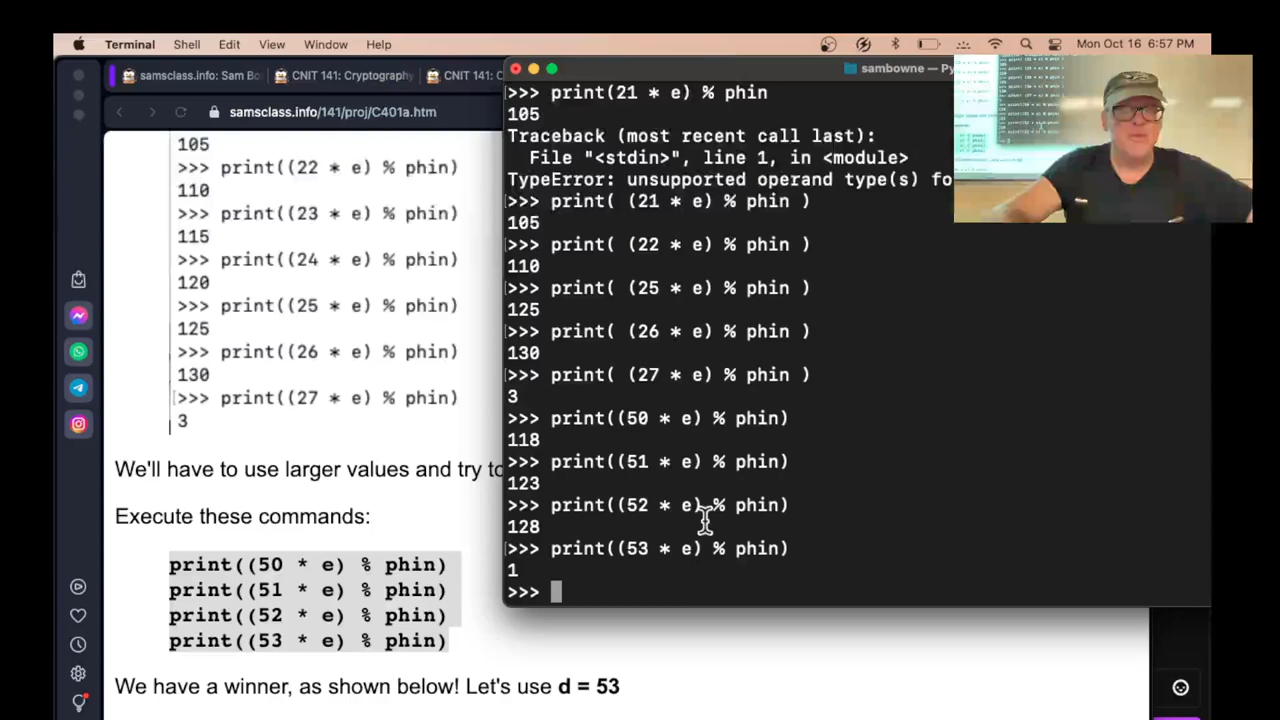 Terminal Shell Edit View Window Help Mon Oct 16 6:57 PM
samsclass.info: Sam Bo CNIT 141: Cryptography CNIT 141: C
samsclass.info/141/proj/C401a.htm
105
>>> print((22 * e) % phin)
110
>>> print((23 * e) % phin)
115
>>> print((24 * e) % phin)
120
>>> print((25 * e) % phin)
125
>>> print((26 * e) % phin)
130
>>> print((27 * e) % phin)
3
We'll have to use larger values and try to
Execute these commands:
print((50 * e) % phin)
print((51 * e) % phin)
print((52 * e) % phin)
print((53 * e) % phin)
We have a winner, as shown below! Let's use d = 53
sambowne — Py
>>> print(21 * e) % phin
105
Traceback (most recent call last):
File "<stdin>", line 1, in <module>
TypeError: unsupported operand type(s) fo
>>> print( (21 * e) % phin )
105
>>> print( (22 * e) % phin )
110
>>> print( (25 * e) % phin )
125
>>> print( (26 * e) % phin )
130
>>> print( (27 * e) % phin )
3
>>> print((50 * e) % phin)
118
>>> print((51 * e) % phin)
123
>>> print((52 * e) % phin)
128
>>> print((53 * e) % phin)
1
>>>